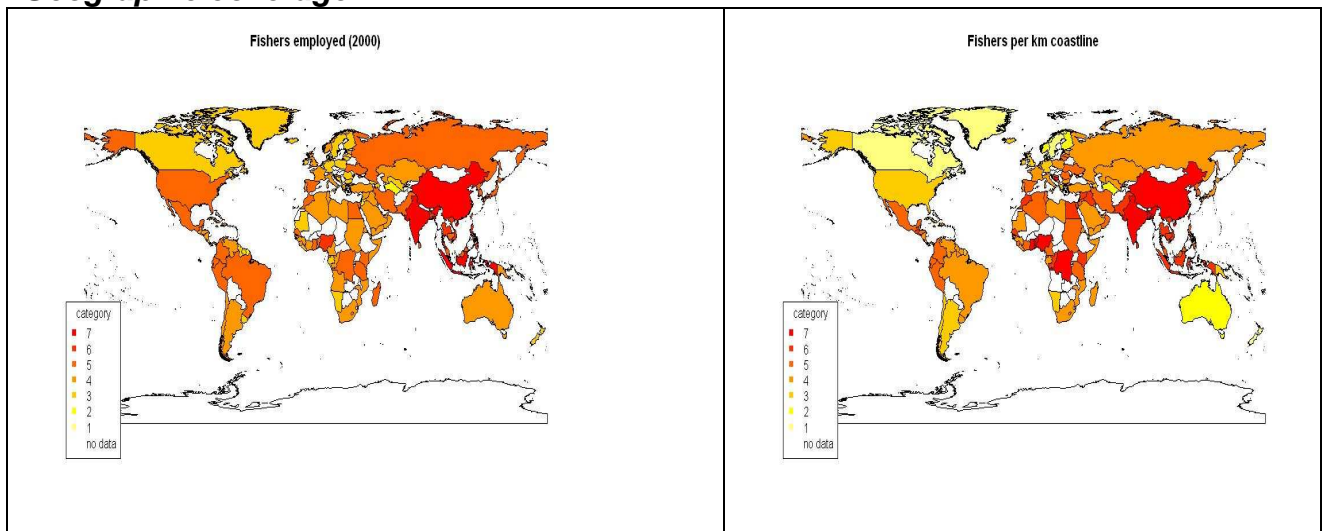 Fishers employed (2000)
category
7
6
5
4
3
2
1
no data
Fishers per km coastline
category
7
6
5
4
3
2
1
no data